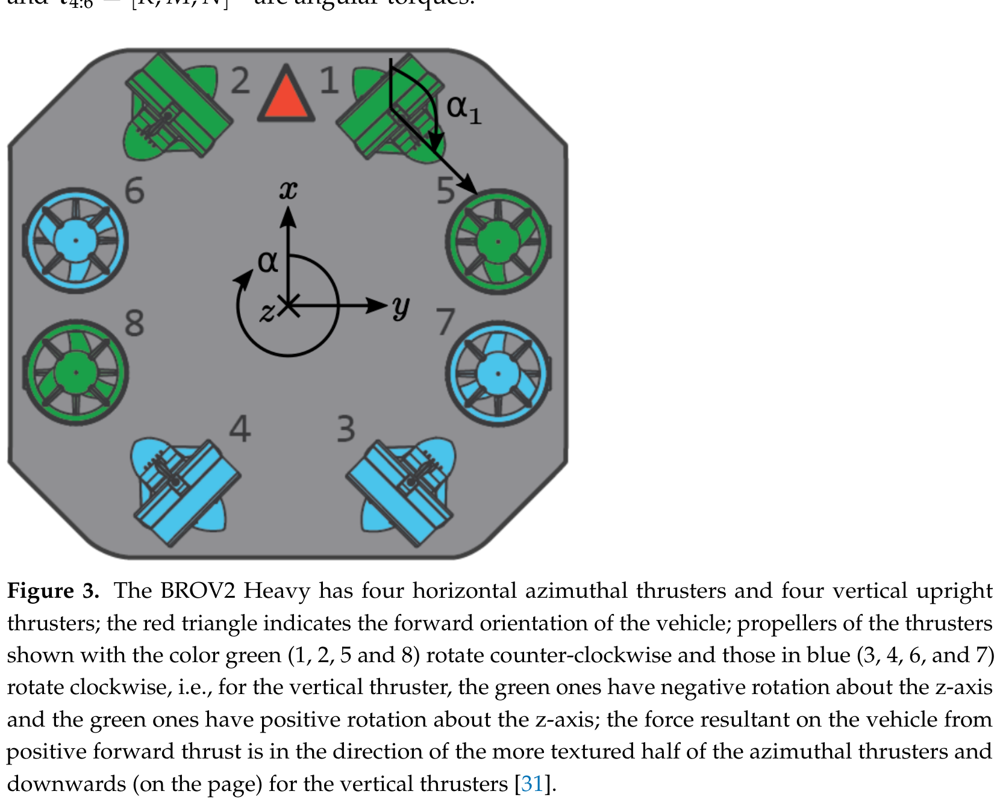 and τ4:6 = [K, M, N] are angular torques.
2 1
α1
6 5
x
α
z y
8 7
4 3
Figure 3. The BROV2 Heavy has four horizontal azimuthal thrusters and four vertical upright
thrusters; the red triangle indicates the forward orientation of the vehicle; propellers of the thrusters
shown with the color green (1, 2, 5 and 8) rotate counter-clockwise and those in blue (3, 4, 6, and 7)
rotate clockwise, i.e., for the vertical thruster, the green ones have negative rotation about the z-axis
and the green ones have positive rotation about the z-axis; the force resultant on the vehicle from
positive forward thrust is in the direction of the more textured half of the azimuthal thrusters and
downwards (on the page) for the vertical thrusters [31].